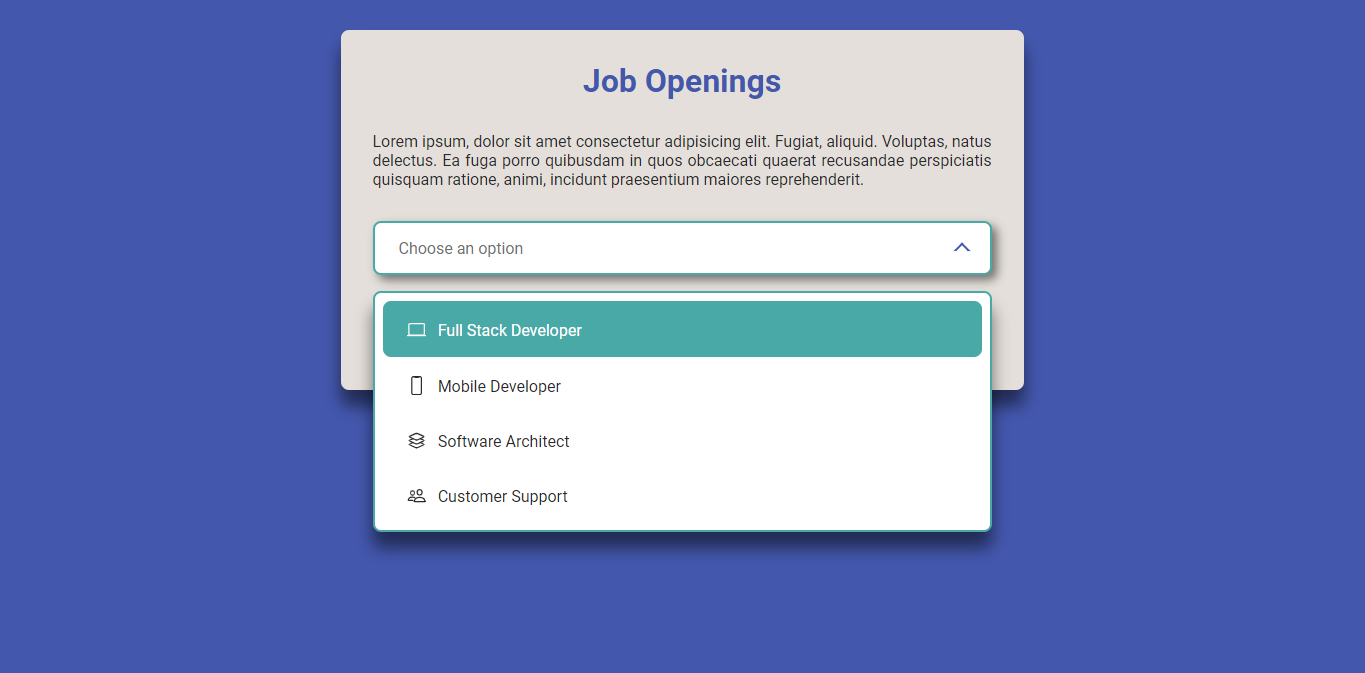 Job Openings
Lorem ipsum, dolor sit amet consectetur adipisicing elit. Fugiat, aliquid. Voluptas, natus
delectus. Ea fuga porro quibusdam in quos obcaecati quaerat recusandae perspiciatis
quisquam ratione, animi, incidunt praesentium maiores reprehenderit.
Choose an option
Full Stack Developer
Mobile Developer
Software Architect
Customer Support